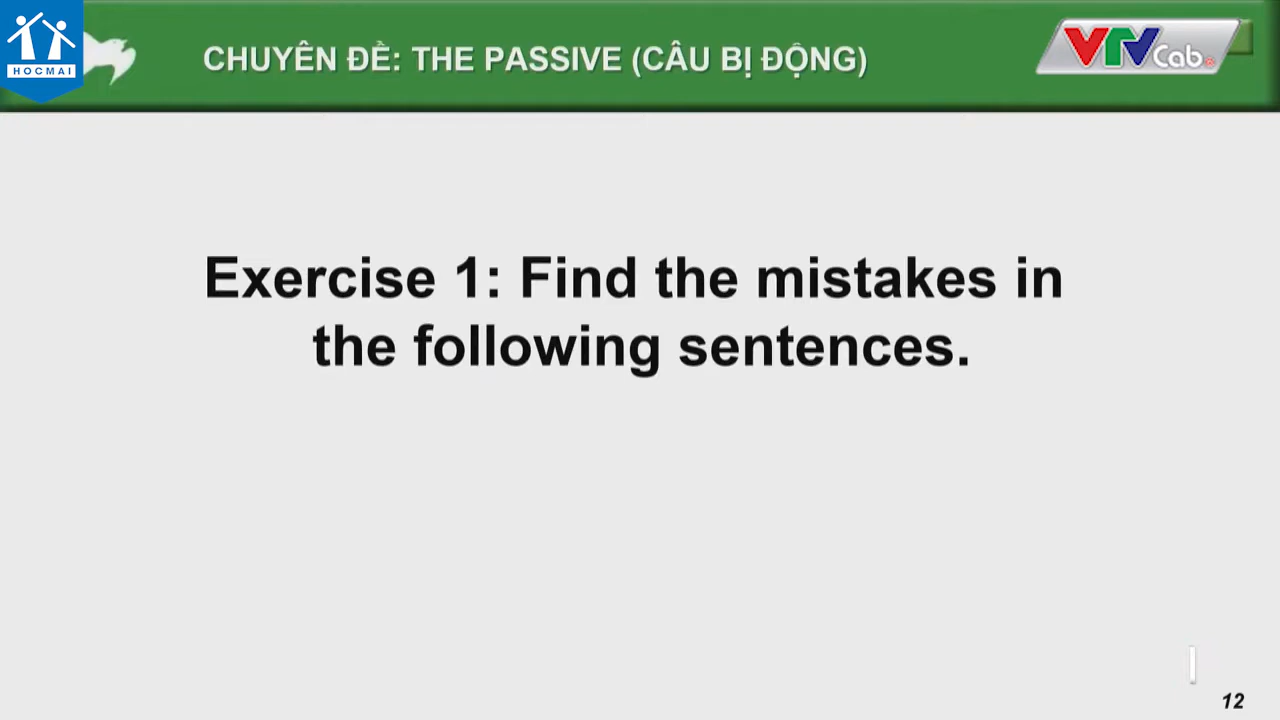 HOCMAI
CHUYÊN ĐỀ: THE PASSIVE (CÂU BỊ ĐỘNG)
VTVCab
Exercise 1: Find the mistakes in
the following sentences.
12